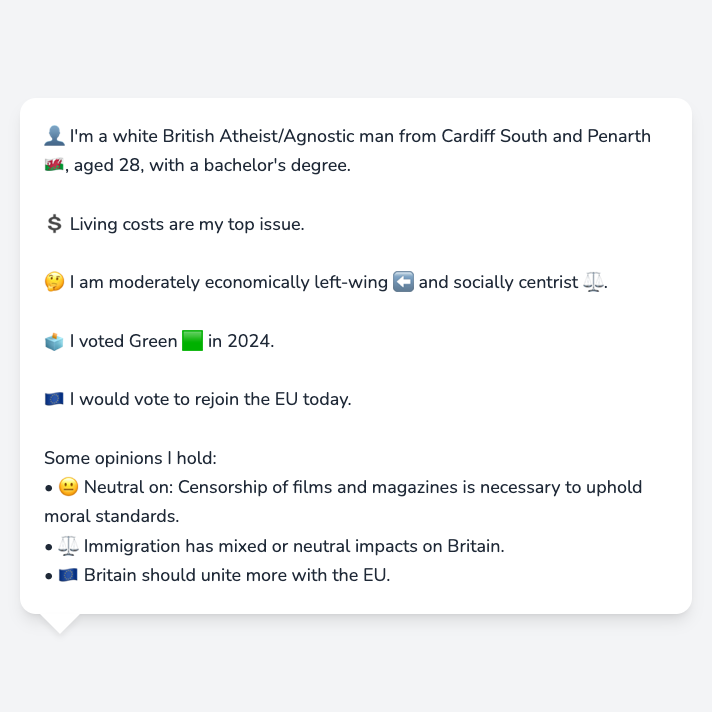 👤 I'm a white British Atheist/Agnostic man from Cardiff South and Penarth
🏴󠁧󠁢󠁷󠁬󠁳󠁿, aged 28, with a bachelor's degree.
💲 Living costs are my top issue.
🤔 I am moderately economically left-wing ⬅️ and socially centrist ⚖️.
🗳️ I voted Green 🟩 in 2024.
🇪🇺 I would vote to rejoin the EU today.
Some opinions I hold:
• 😐 Neutral on: Censorship of films and magazines is necessary to uphold
moral standards.
• ⚖️ Immigration has mixed or neutral impacts on Britain.
• 🇪🇺 Britain should unite more with the EU.